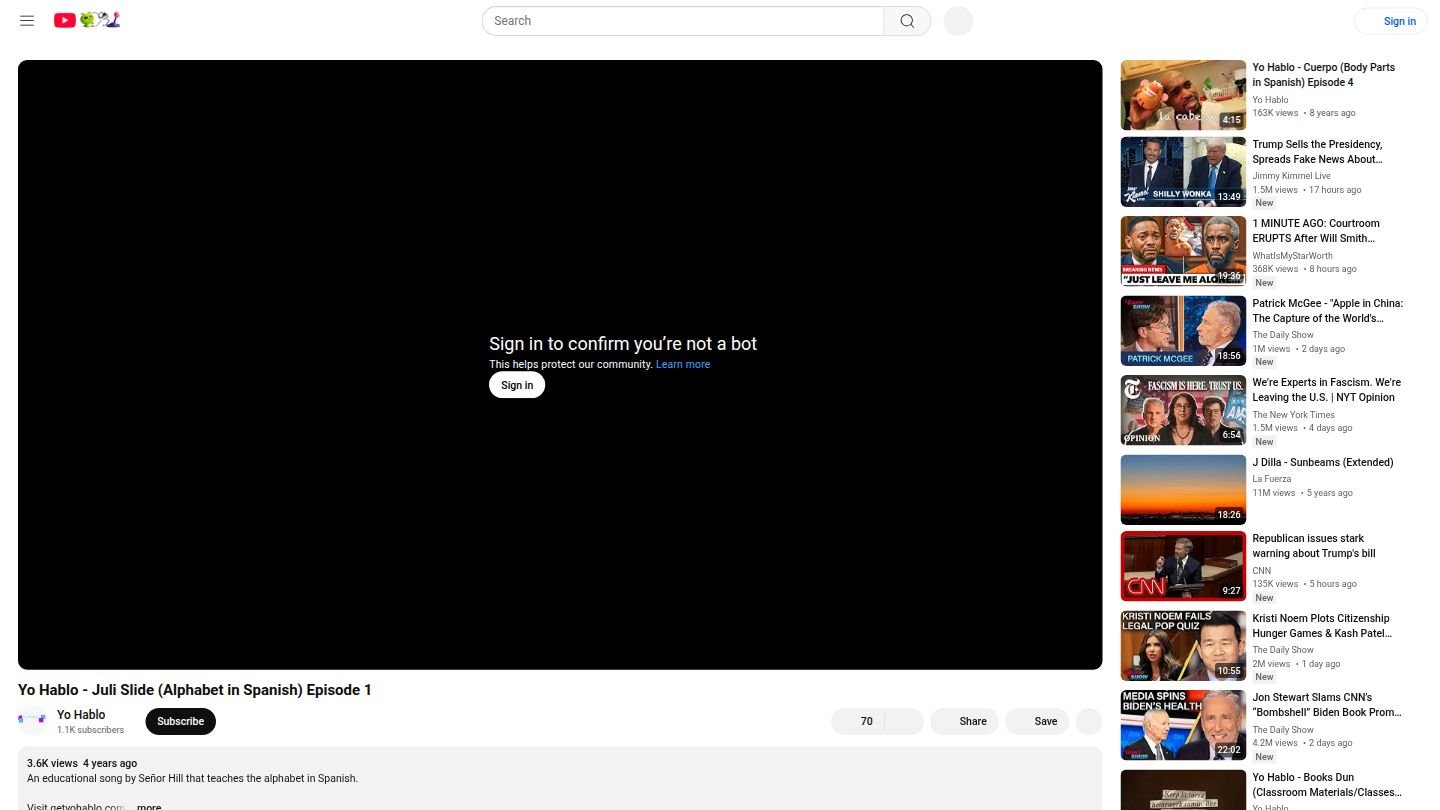 Search
Sign in
Sign in to confirm you're not a bot
This helps protect our community. Learn more
Sign in
Yo Hablo - Juli Slide (Alphabet in Spanish) Episode 1
Yo Hablo
1.1K subscribers
Subscribe
70
Share
Save
3.6K views 4 years ago
An educational song by Señor Hill that teaches the alphabet in Spanish.
Visit getyohablo.com
...more
la cabe
4:15
Yo Hablo - Cuerpo (Body Parts
in Spanish) Episode 4
Yo Hablo
163K views • 8 years ago
SHILLY WONKA
13:49
Trump Sells the Presidency,
Spreads Fake News About...
Jimmy Kimmel Live
1.5M views • 17 hours ago
New
BREAKING NEWS
"JUST LEAVE ME ALONE..."
19:36
1 MINUTE AGO: Courtroom
ERUPTS After Will Smith...
WhatIsMyStarWorth
368K views • 8 hours ago
New
PATRICK MCGEE
18:56
Patrick McGee - "Apple in China:
The Capture of the World's...
The Daily Show
1M views • 2 days ago
New
FASCISM IS HERE. TRUST US.
OPINION
6:54
We're Experts in Fascism. We're
Leaving the U.S. | NYT Opinion
The New York Times
1.5M views • 4 days ago
New
18:26
J Dilla - Sunbeams (Extended)
La Fuerza
11M views • 5 years ago
CNN
9:27
Republican issues stark
warning about Trump's bill
CNN
135K views • 5 hours ago
New
KRISTI NOEM FAILS
LEGAL POP QUIZ
10:55
Kristi Noem Plots Citizenship
Hunger Games & Kash Patel...
The Daily Show
2M views • 1 day ago
New
MEDIA SPINS
BIDEN'S HEALTH
22:02
Jon Stewart Slams CNN's
"Bombshell" Biden Book Prom...
The Daily Show
4.2M views • 2 days ago
New
Yo Hablo - Books Dun
(Classroom Materials/Classes...
Yo Hablo